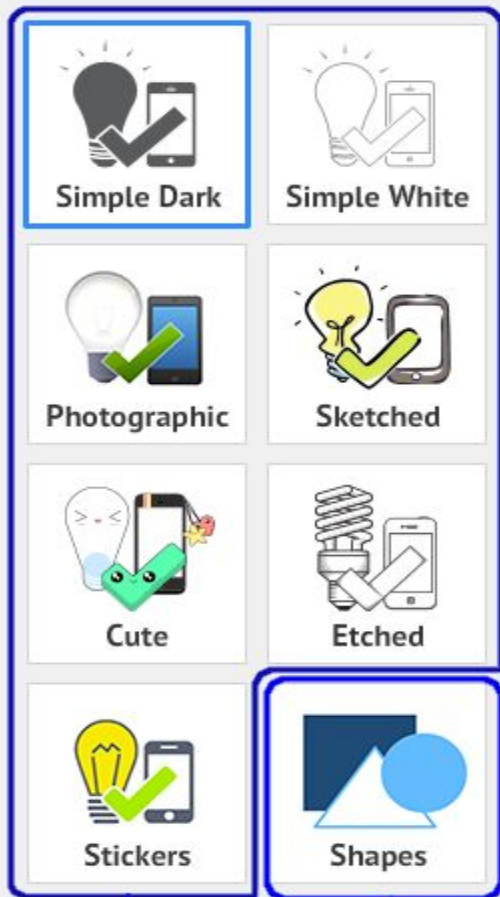 Simple Dark
Simple White
Photographic
Sketched
Cute
Etched
Stickers
Shapes